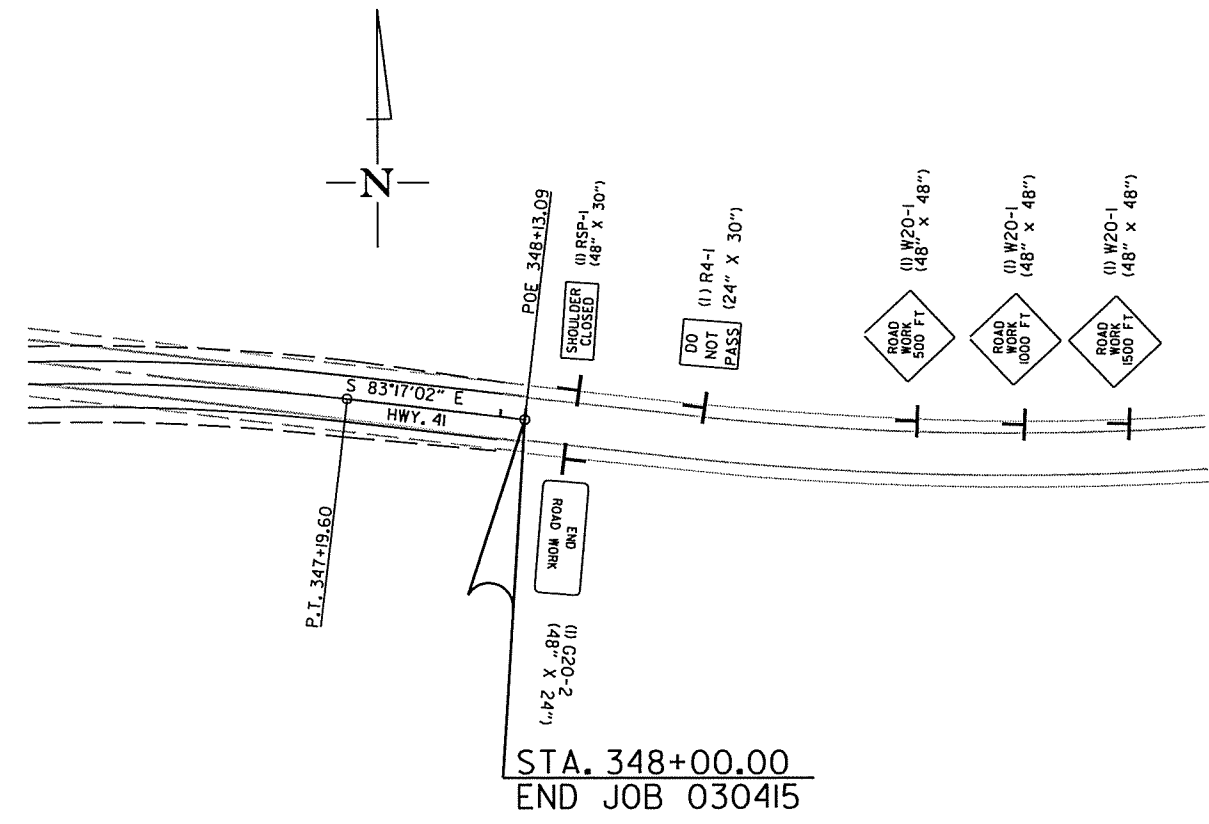 N
POE 348+13.09
SHOULDER
CLOSED
(1) RSP-1
(48" X 30")
DO
NOT
PASS
(1) R4-1
(24" X 30")
ROAD
WORK
500 FT
(1) W20-1
(48" X 48")
ROAD
WORK
1000 FT
(1) W20-1
(48" X 48")
ROAD
WORK
1500 FT
(1) W20-1
(48" X 48")
S 83°17'02" E
HWY. 41
P.T. 347+19.60
END
ROAD WORK
(1) G20-2
(48" X 24")
STA. 348+00.00
END JOB 030415